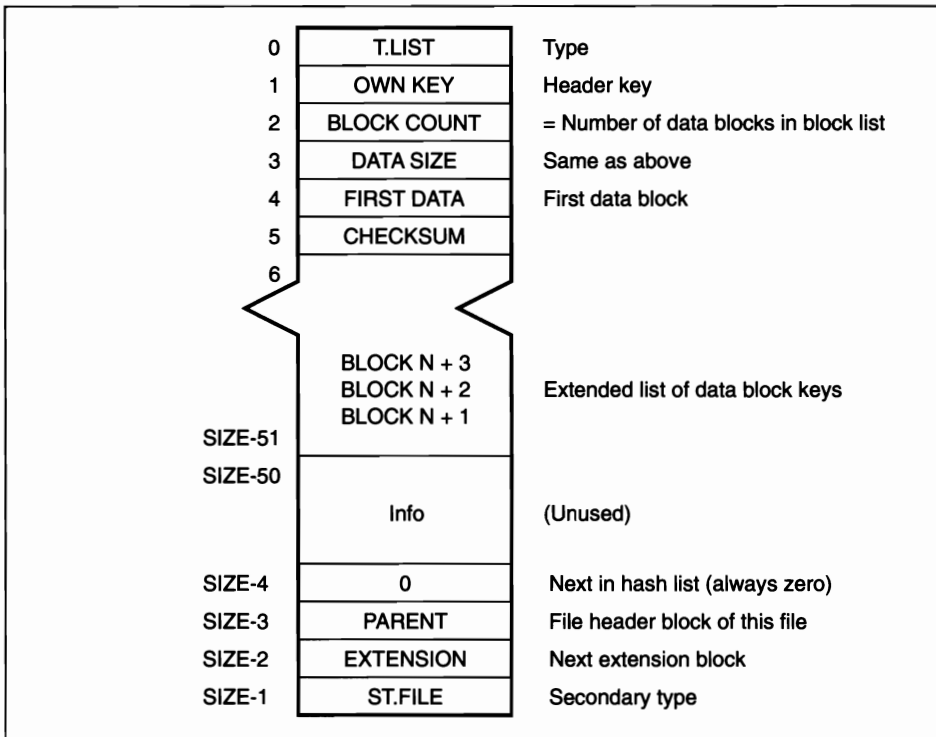 0 T.LIST Type
1 OWN KEY Header key
2 BLOCK COUNT = Number of data blocks in block list
3 DATA SIZE Same as above
4 FIRST DATA First data block
5 CHECKSUM
6
BLOCK N + 3
BLOCK N + 2 Extended list of data block keys
BLOCK N + 1
SIZE-51
SIZE-50
Info (Unused)
SIZE-4 0 Next in hash list (always zero)
SIZE-3 PARENT File header block of this file
SIZE-2 EXTENSION Next extension block
SIZE-1 ST.FILE Secondary type